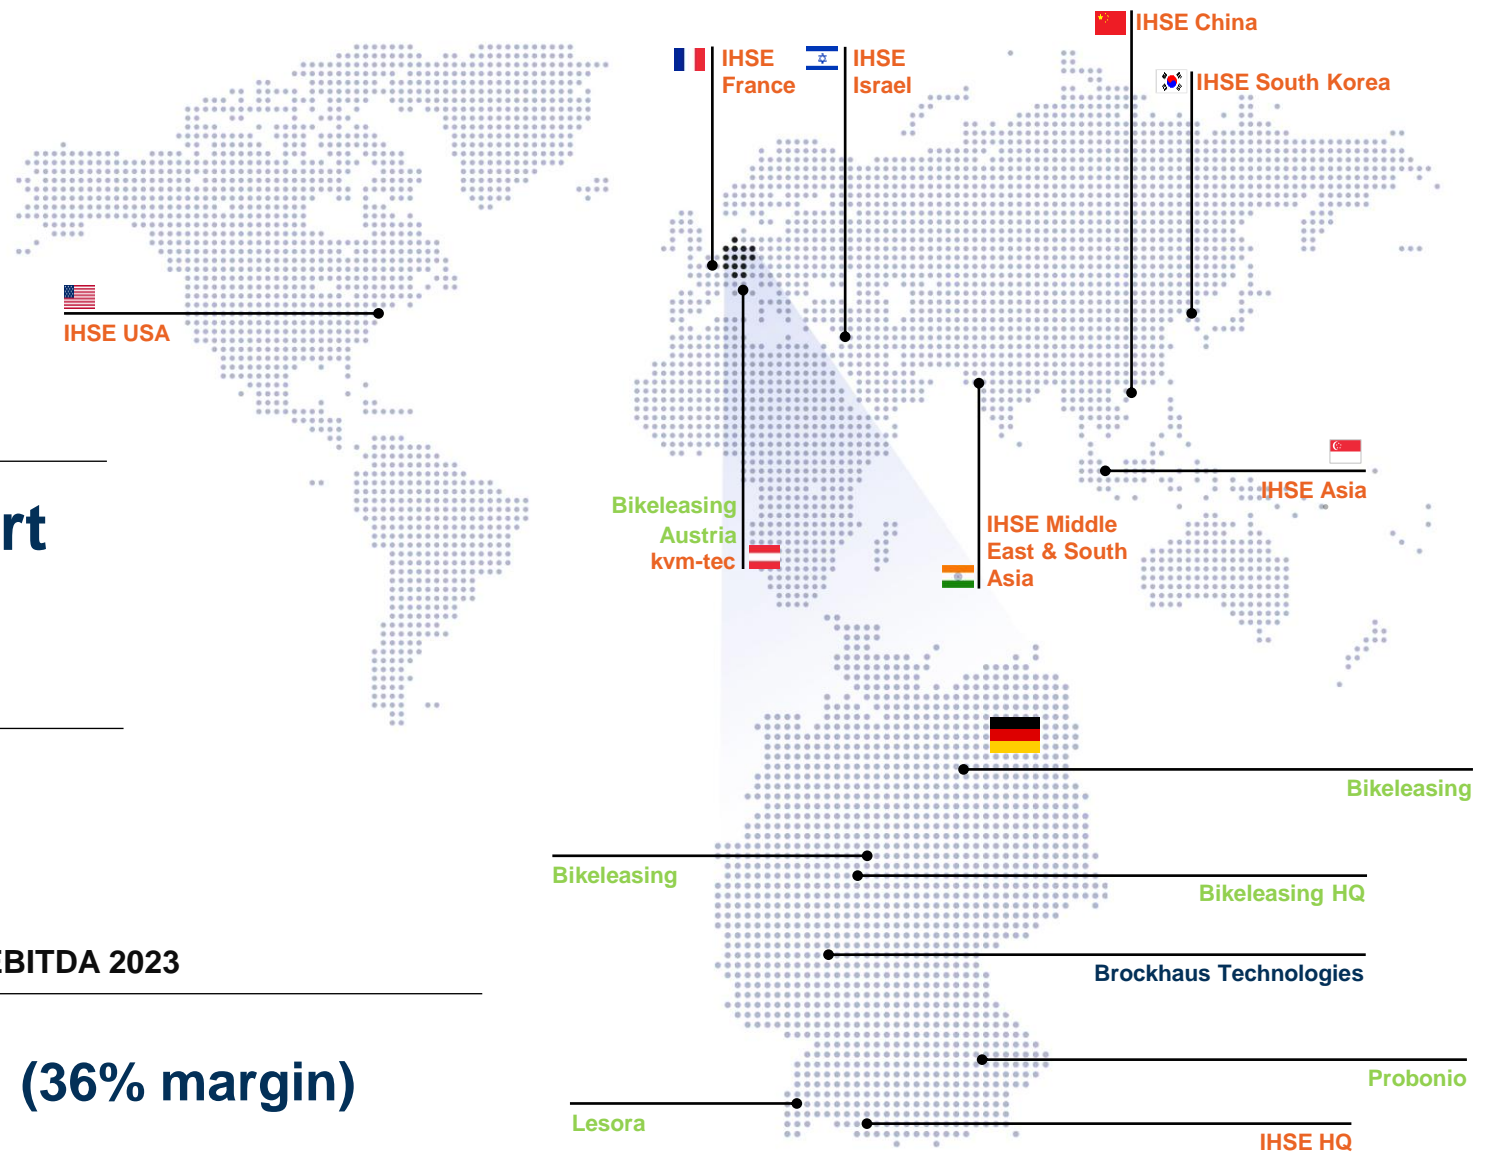 IHSE China
IHSE
France
IHSE
Israel
IHSE South Korea
IHSE USA
IHSE Asia
Bikeleasing
Austria
kvm-tec
IHSE Middle
East & South
Asia
rt
Bikeleasing
Bikeleasing
Bikeleasing HQ
EBITDA 2023
Brockhaus Technologies
(36% margin)
Probonio
Lesora
IHSE HQ